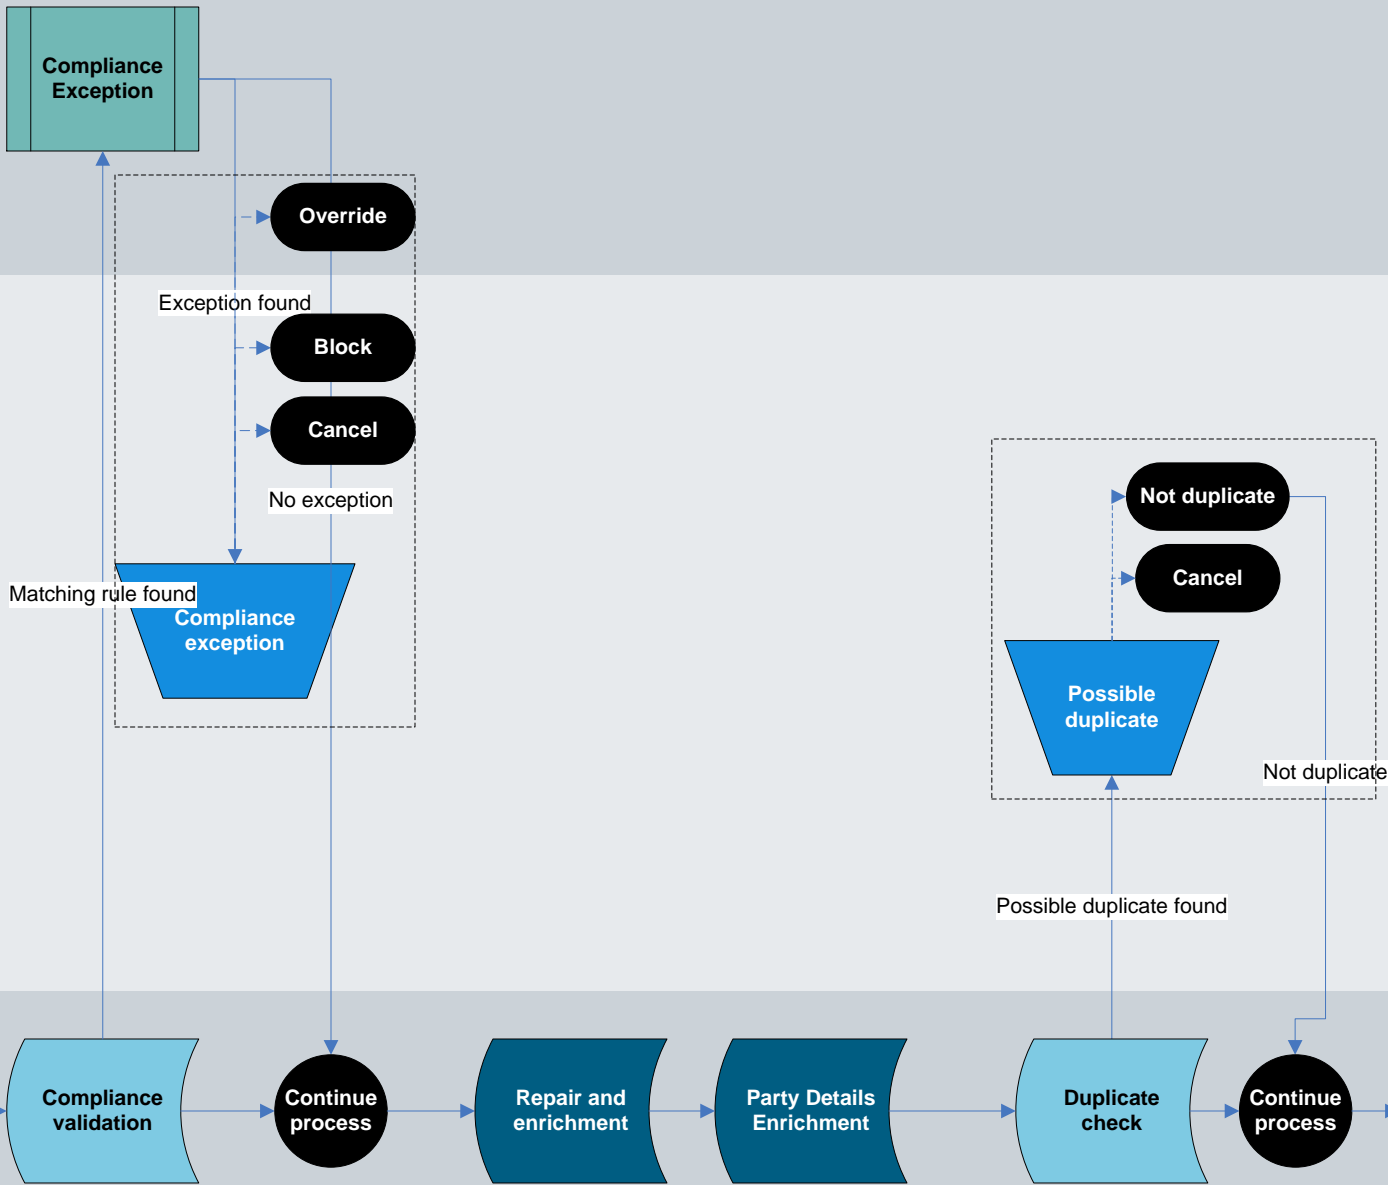 Compliance
Exception
Override
Exception found
Block
Cancel
No exception
Matching rule found
Compliance
exception
Not duplicate
Cancel
Possible
duplicate
Not duplicate
Possible duplicate found
Compliance
validation
Continue
process
Repair and
enrichment
Party Details
Enrichment
Duplicate
check
Continue
process